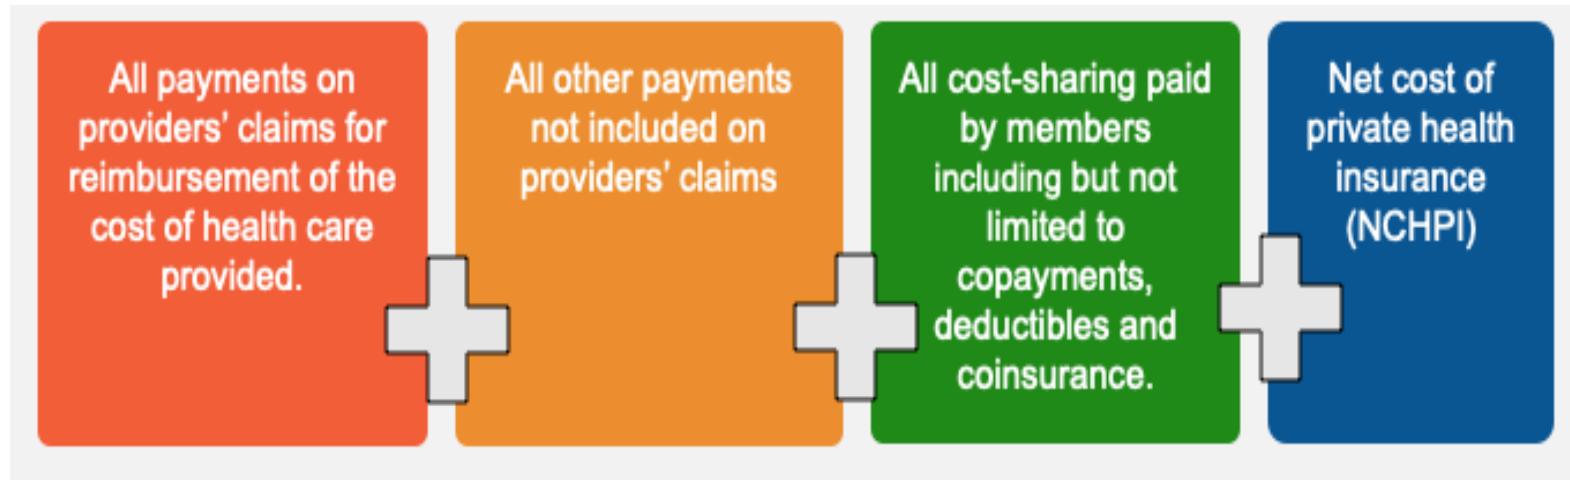 All payments on
providers’ claims for
reimbursement of the
cost of health care
provided.
All other payments
not included on
providers’ claims
All cost-sharing paid
by members
including but not
limited to
copayments,
deductibles and
coinsurance.
Net cost of
private health
insurance
(NCHPI)